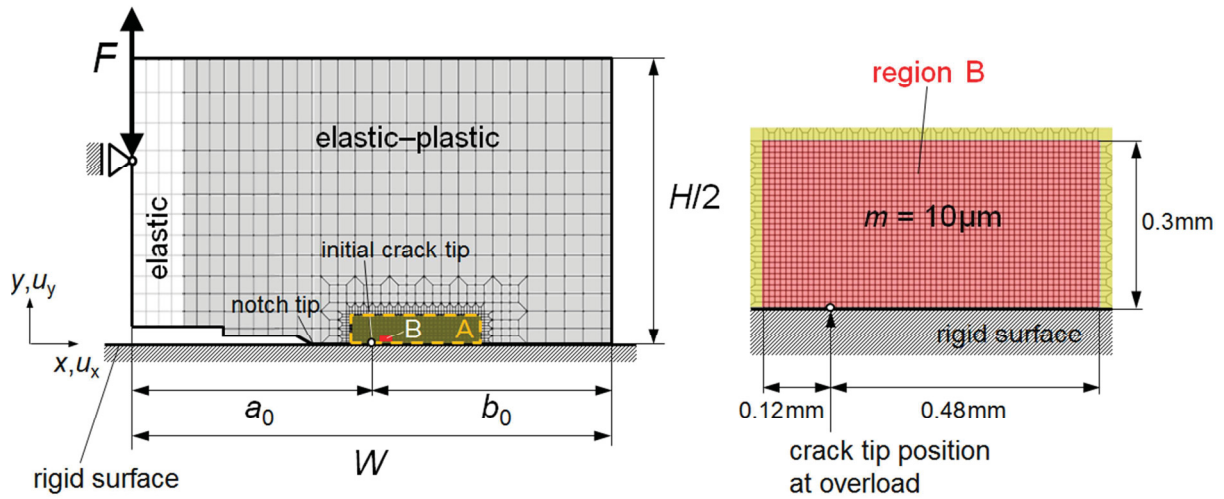 F
elastic–plastic
elastic
H/2
initial crack tip
notch tip
B
A
y,uy
x,ux
a0
b0
W
rigid surface
region B
m = 10µm
0.3mm
rigid surface
0.12mm
0.48mm
crack tip position
at overload